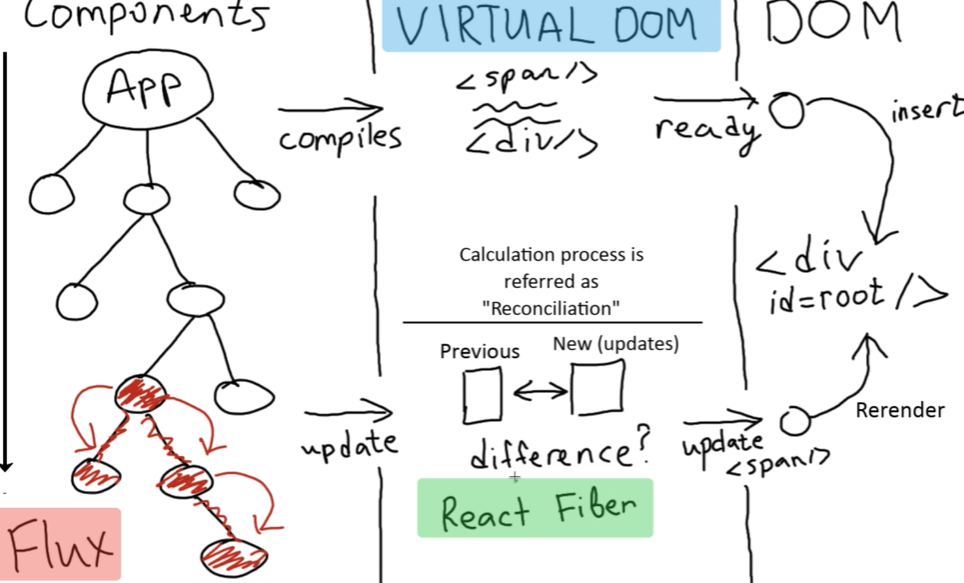 Components
VIRTUAL DOM
DOM
App
compiles
<span/>
<div/>
ready
insert
<div
id=root />
Calculation process is
referred as
"Reconciliation"
Previous
New (updates)
update
difference?
update
<span/>
Rerender
React Fiber
Flux